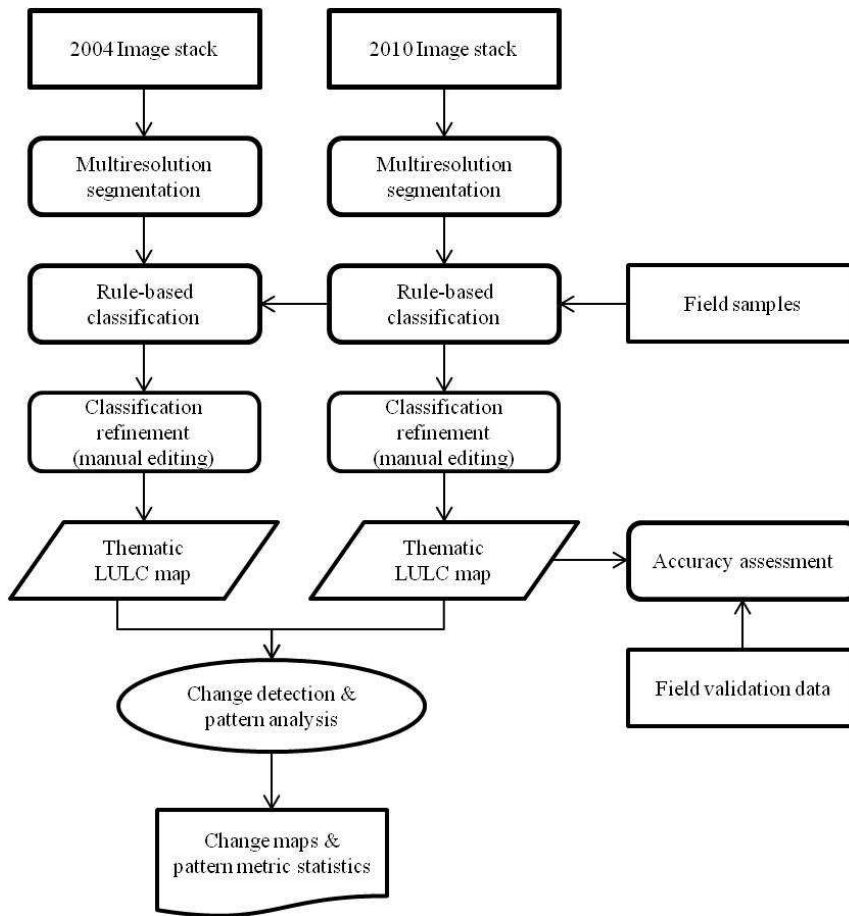 2004 Image stack
2010 Image stack
Multiresolution
segmentation
Multiresolution
segmentation
Rule-based
classification
Rule-based
classification
Field samples
Classification
refinement
(manual editing)
Classification
refinement
(manual editing)
Thematic
LULC map
Thematic
LULC map
Accuracy assessment
Change detection &
pattern analysis
Field validation data
Change maps &
pattern metric statistics